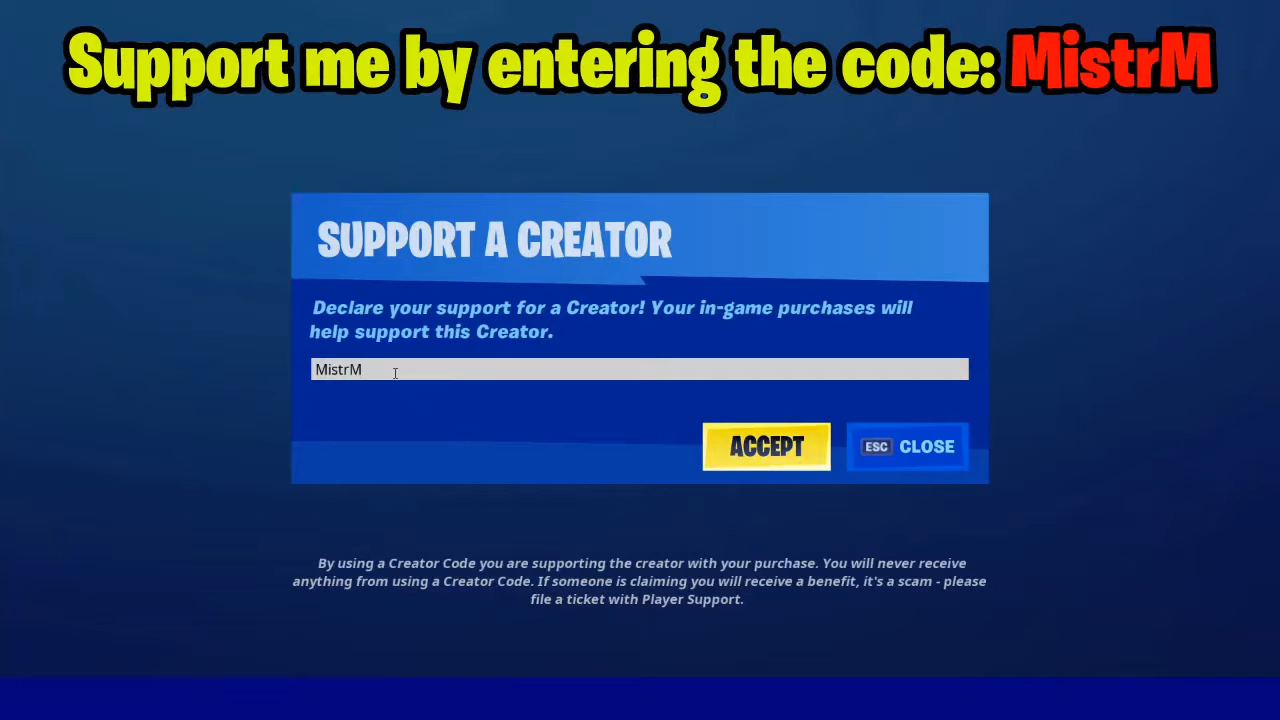 Support me by entering the code: MistrM
SUPPORT A CREATOR
Declare your support for a Creator! Your in-game purchases will
help support this Creator.
MistrM
ACCEPT
ESC CLOSE
By using a Creator Code you are supporting the creator with your purchase. You will never receive
anything from using a Creator Code. If someone is claiming you will receive a benefit, it's a scam - please
file a ticket with Player Support.